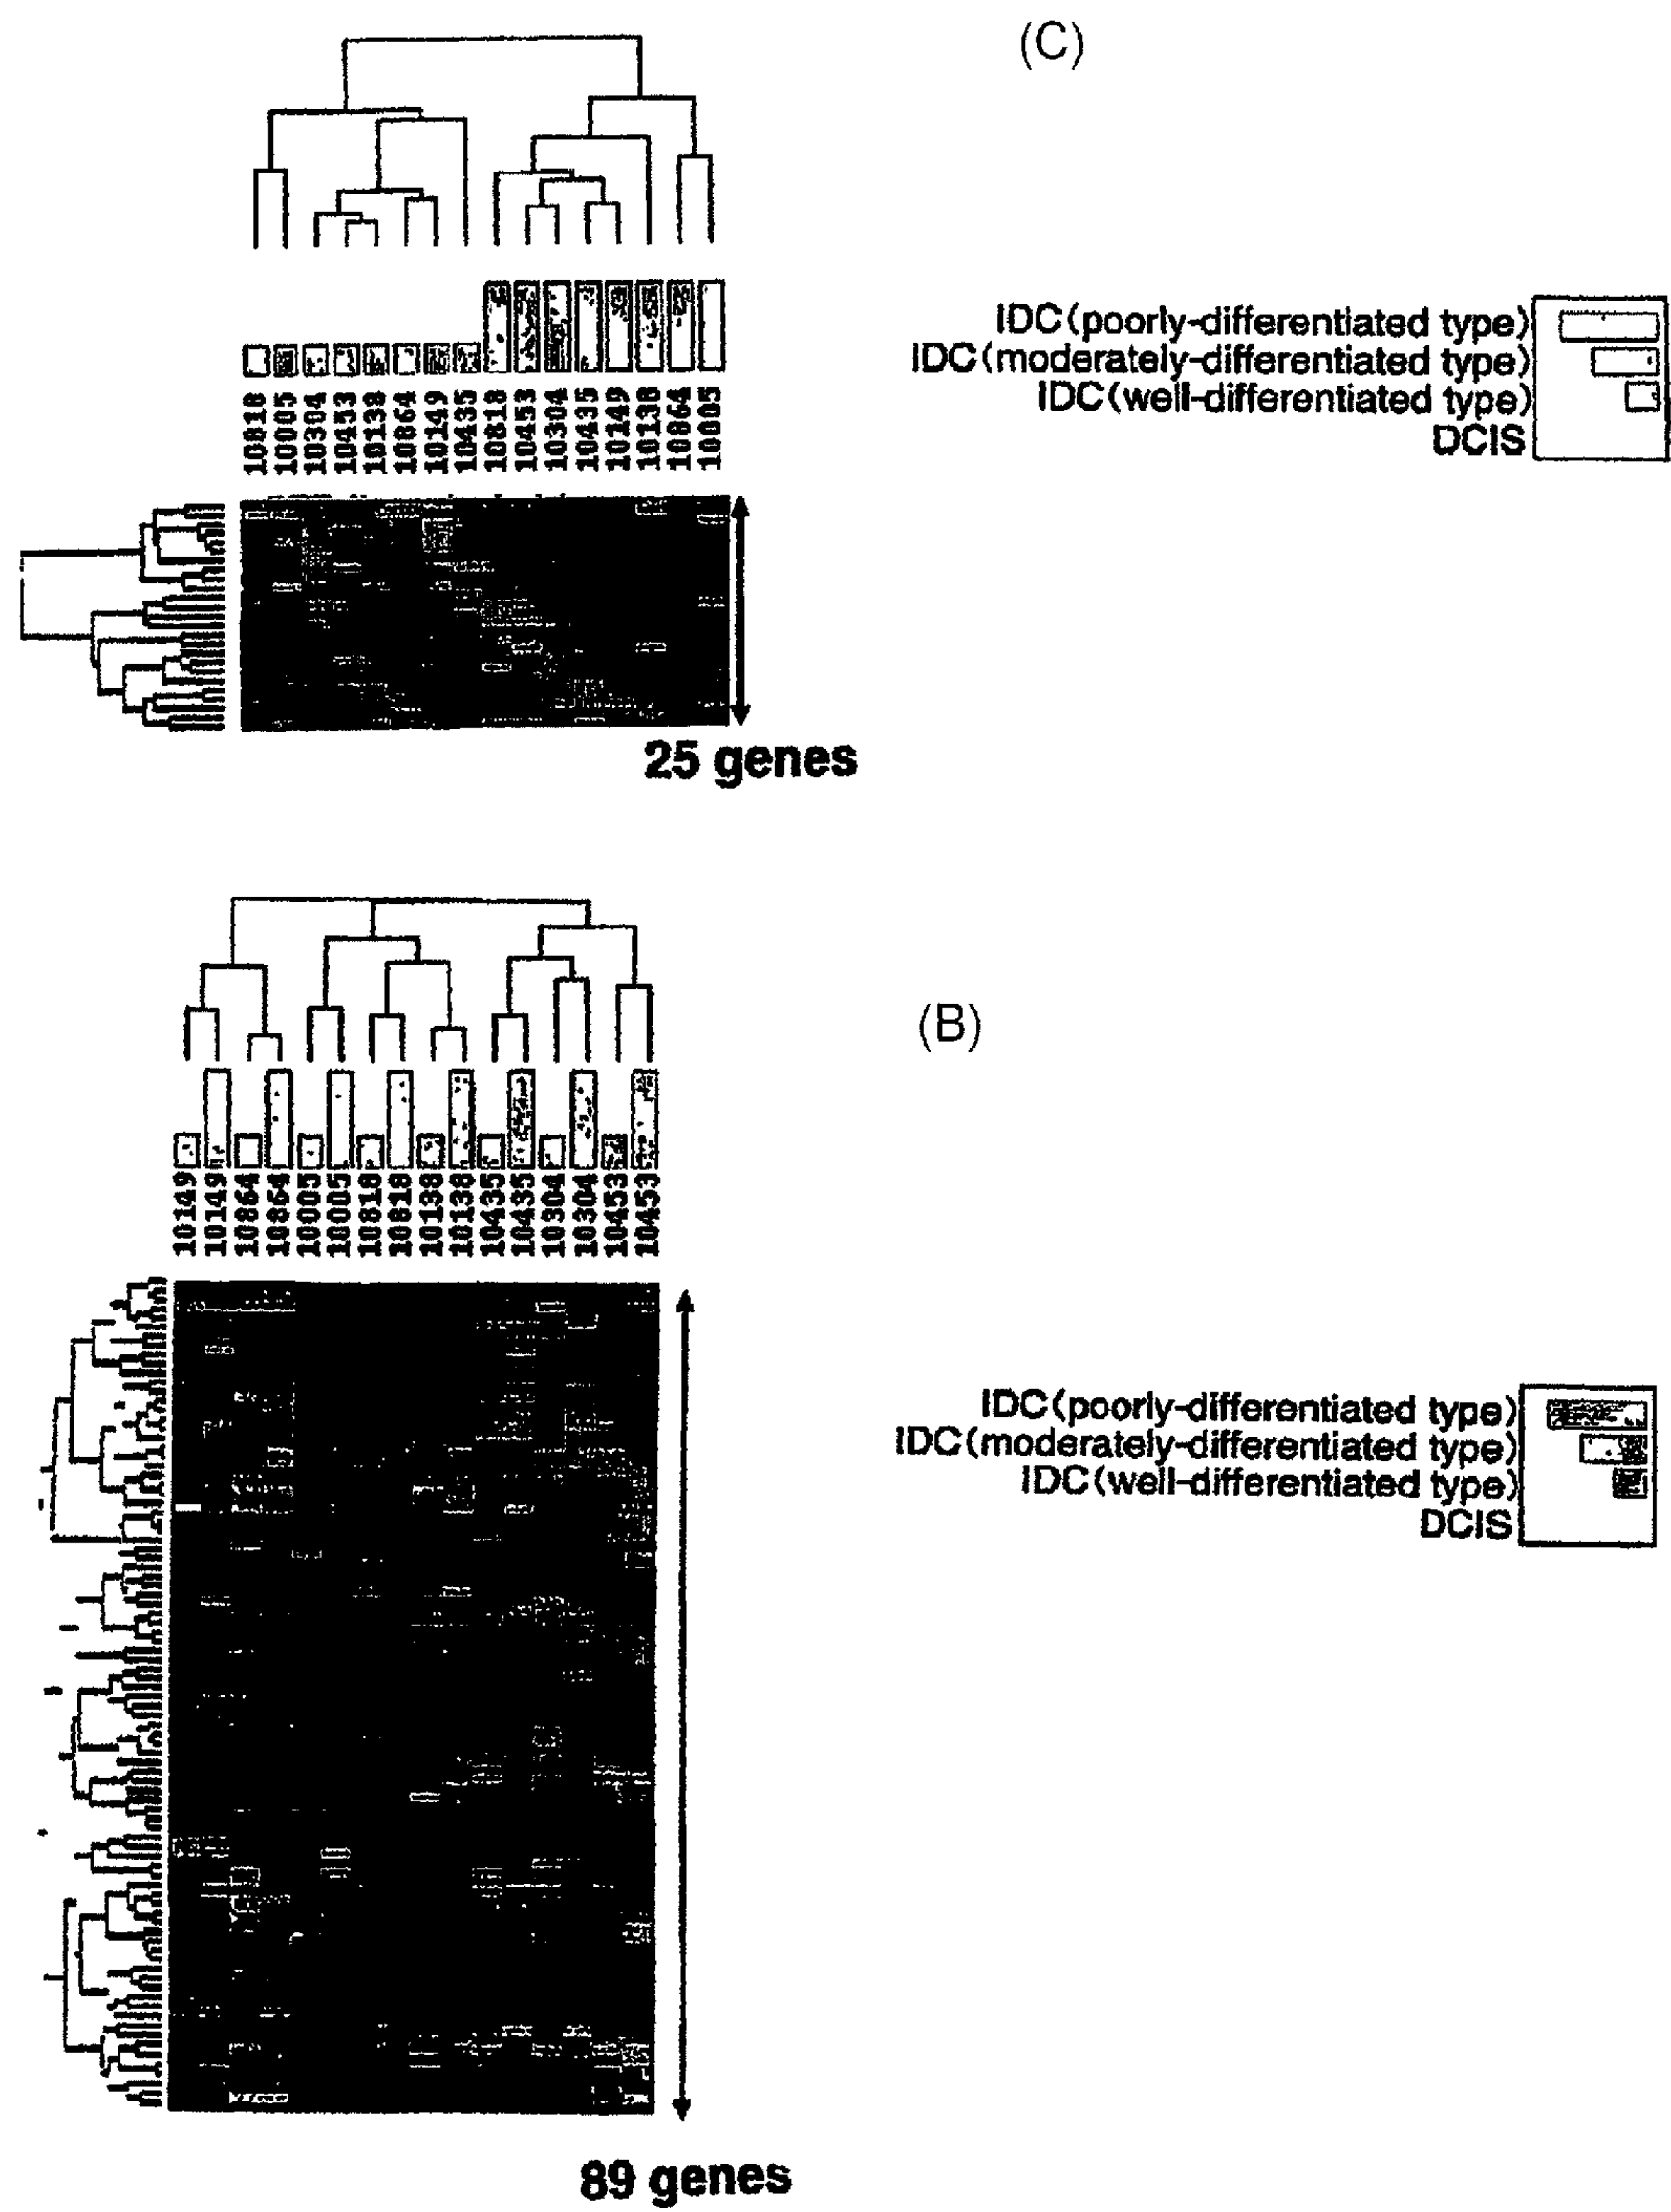 (C)
IDC(poorly-differentiated type)
IDC(moderately-differentiated type)
IDC(well-differentiated type)
DCIS
10818
10005
10304
10453
10138
10864
10149
10435
10818
10453
10304
10435
10149
10138
10864
10005
25 genes
(B)
10149
10149
10864
10864
10005
10005
10818
10818
10138
10138
10435
10435
10304
10304
10453
10453
IDC(poorly-differentiated type)
IDC(moderately-differentiated type)
IDC(well-differentiated type)
DCIS
89 genes